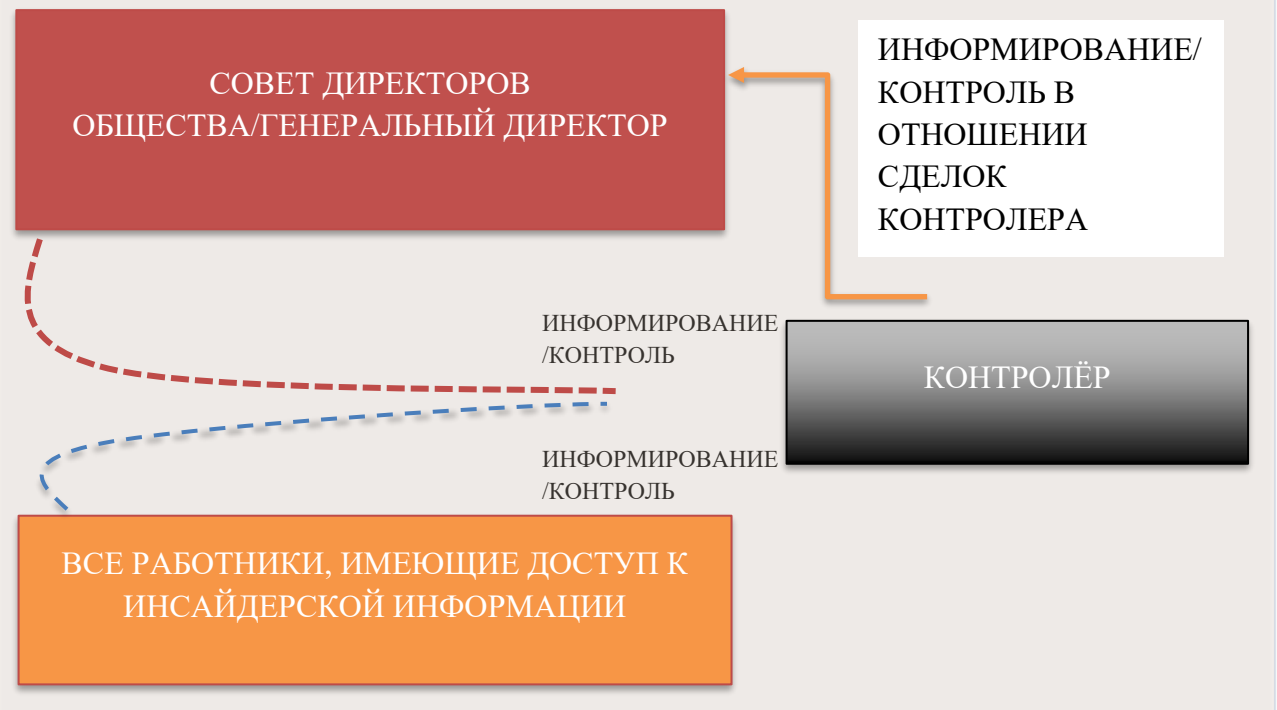 СОВЕТ ДИРЕКТОРОВ
ОБЩЕСТВА/ГЕНЕРАЛЬНЫЙ ДИРЕКТОР
ИНФОРМИРОВАНИЕ/
КОНТРОЛЬ В
ОТНОШЕНИИ
СДЕЛОК
КОНТРОЛЕРА
ИНФОРМИРОВАНИЕ
/КОНТРОЛЬ
КОНТРОЛЁР
ИНФОРМИРОВАНИЕ
/КОНТРОЛЬ
ВСЕ РАБОТНИКИ, ИМЕЮЩИЕ ДОСТУП К
ИНСАЙДЕРСКОЙ ИНФОРМАЦИИ